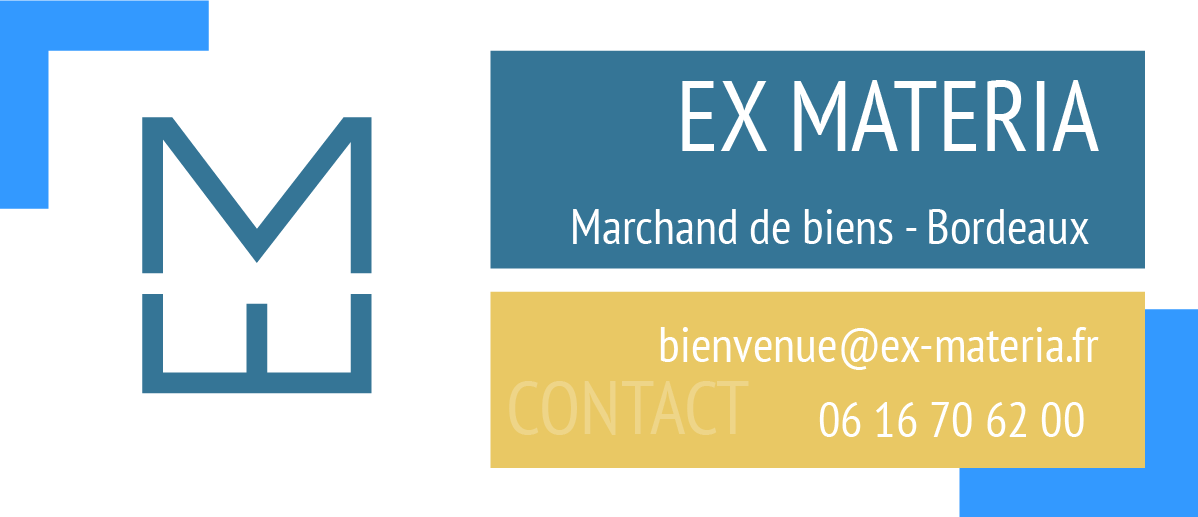 EX MATERIA
Marchand de biens - Bordeaux
bienvenue@ex-materia.fr
CONTACT
06 16 70 62 00